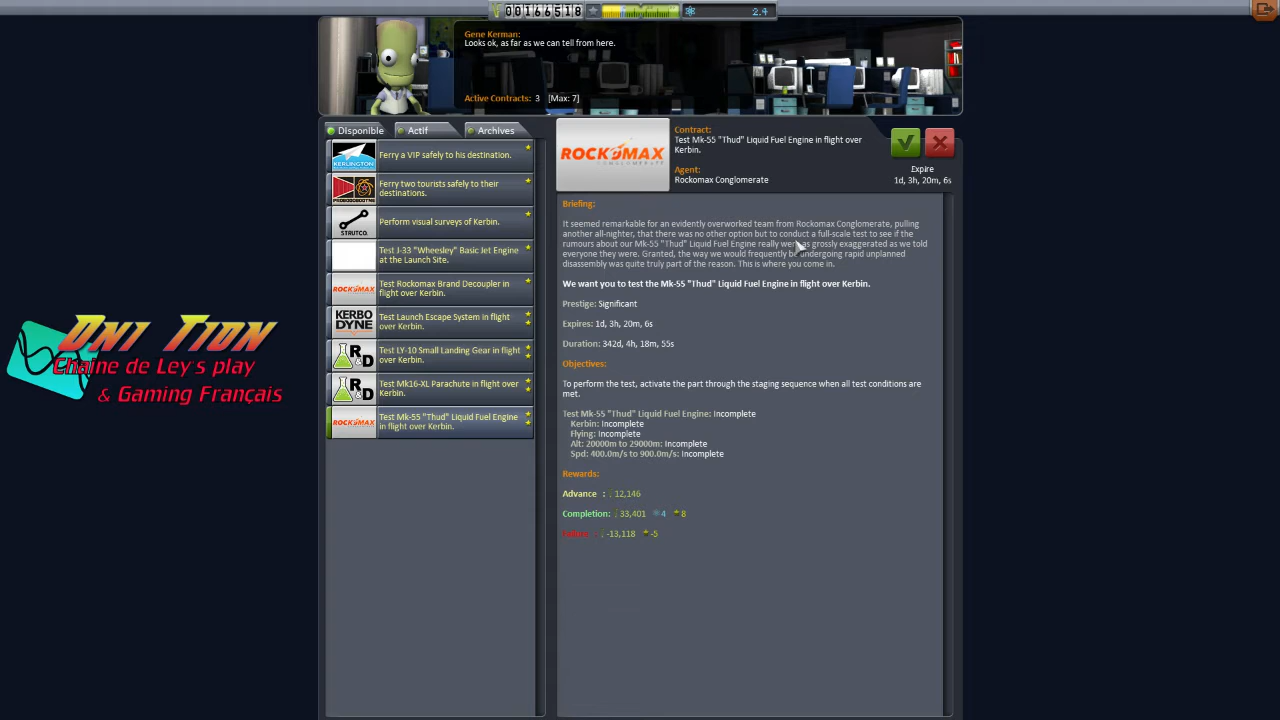 00166518
2.4
Gene Kerman:
Looks ok, as far as we can tell from here.
Active Contracts: 3 [Max: 7]
Disponible
Actif
Archives
KERLINGTON
Ferry a VIP safely to his destination.
PROBODOBODYNE
Ferry two tourists safely to their
destinations.
STRUTCO.
Perform visual surveys of Kerbin.
Test J-33 "Wheesley" Basic Jet Engine
at the Launch Site.
ROCKOMAX
Test Rockomax Brand Decoupler in
flight over Kerbin.
KERBO
DYNE
Test Launch Escape System in flight
over Kerbin.
R&D
Test LY-10 Small Landing Gear in flight
over Kerbin.
R&D
Test Mk16-XL Parachute in flight over
Kerbin.
ROCKOMAX
Test Mk-55 "Thud" Liquid Fuel Engine
in flight over Kerbin.
ROCKOMAX
CONGLOMERATE
Contract:
Test Mk-55 "Thud" Liquid Fuel Engine in flight over
Kerbin.
Agent:
Rockomax Conglomerate
Expire
1d, 3h, 20m, 6s
Briefing:
It seemed remarkable for an evidently overworked team from Rockomax Conglomerate, pulling
another all-nighter, that there was no other option but to conduct a full-scale test to see if the
rumours about our Mk-55 "Thud" Liquid Fuel Engine really were as grossly exaggerated as we told
everyone they were. Granted, the way we would frequently be undergoing rapid unplanned
disassembly was quite truly part of the reason. This is where you come in.
We want you to test the Mk-55 "Thud" Liquid Fuel Engine in flight over Kerbin.
Prestige: Significant
Expires: 1d, 3h, 20m, 6s
Duration: 342d, 4h, 18m, 55s
Objectives:
To perform the test, activate the part through the staging sequence when all test conditions are
met.
Test Mk-55 "Thud" Liquid Fuel Engine: Incomplete
Kerbin: Incomplete
Flying: Incomplete
Alt: 20000m to 29000m: Incomplete
Spd: 400.0m/s to 900.0m/s: Incomplete
Rewards:
Advance : 12,146
Completion: 33,401 4 8
Failure: -13,118 -5
Oni Tion
Chaine de Ley's play
& Gaming Français